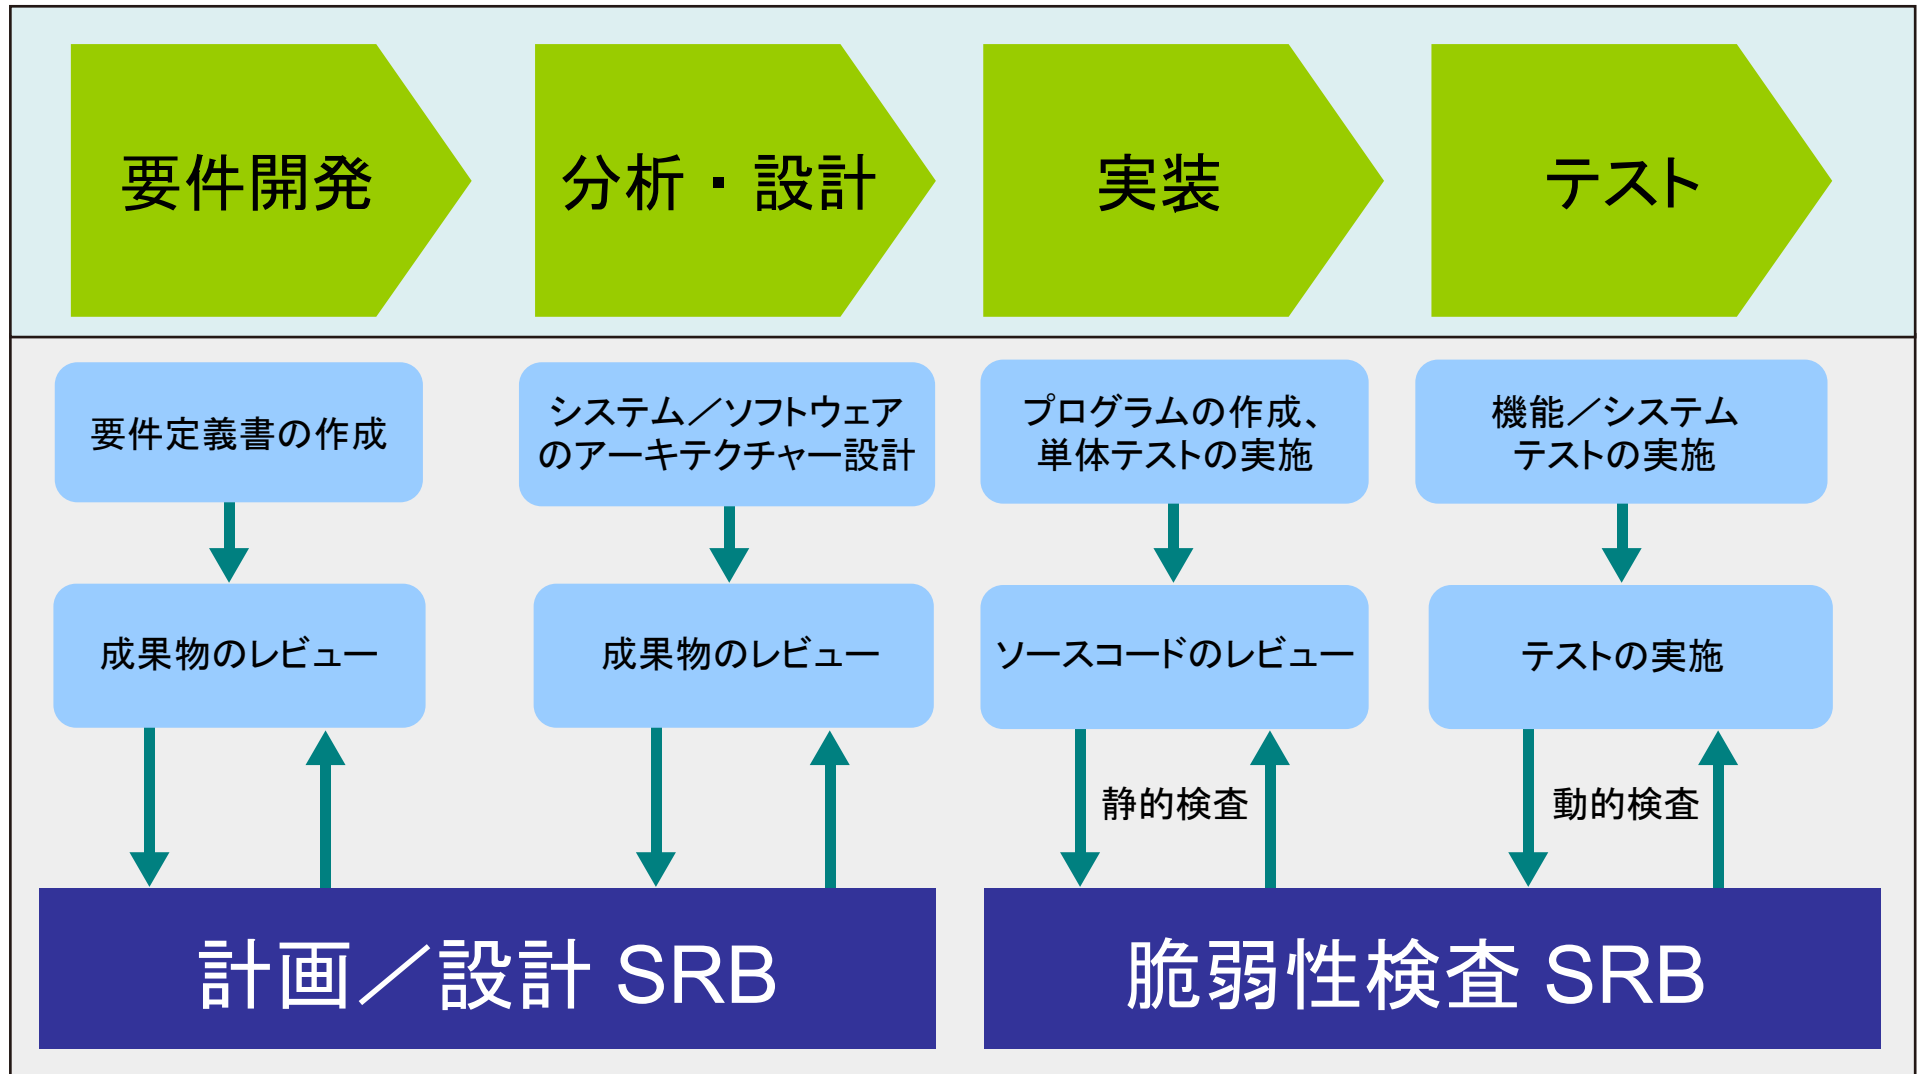 要件開発
分析・設計
実装
テスト
要件定義書の作成
システム／ソフトウェア
のアーキテクチャー設計
プログラムの作成、
単体テストの実施
機能／システム
テストの実施
成果物のレビュー
成果物のレビュー
ソースコードのレビュー
テストの実施
静的検査
動的検査
計画／設計 SRB
脆弱性検査 SRB